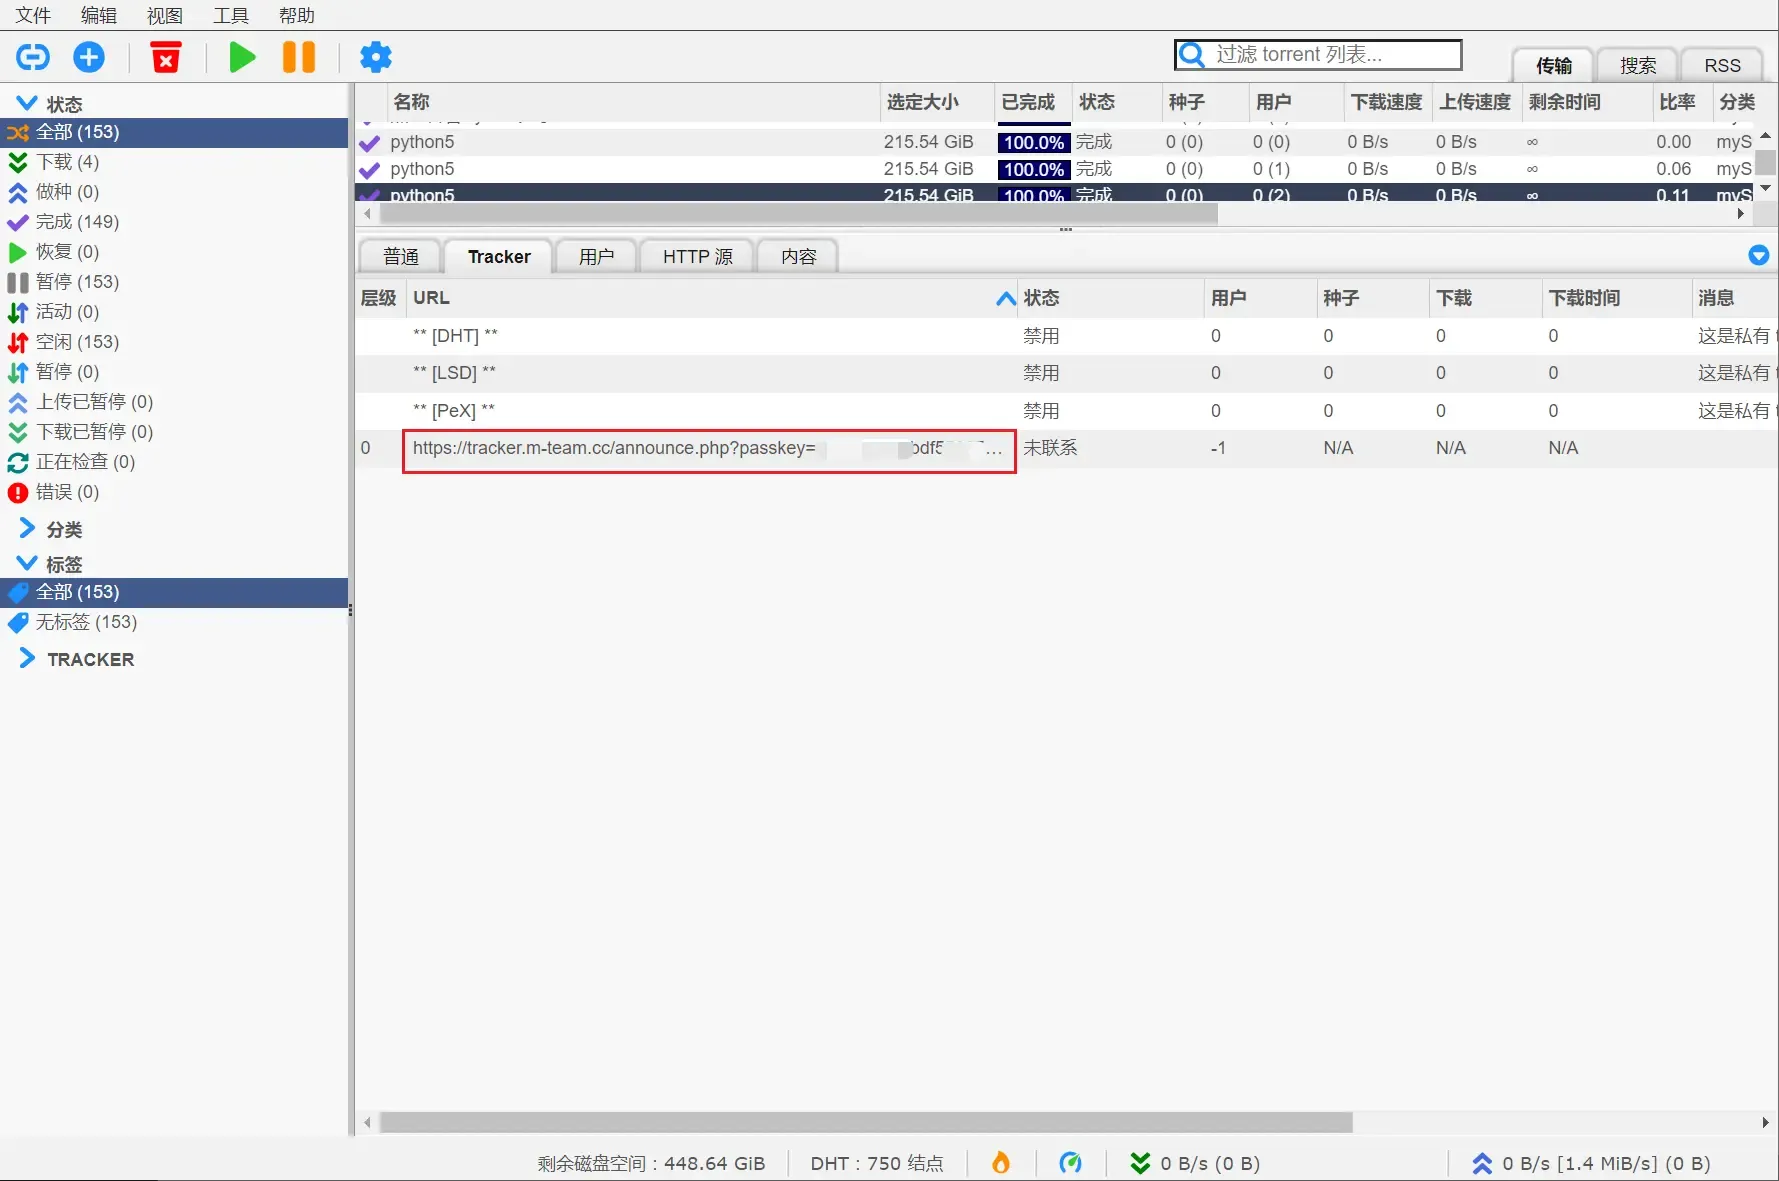 文件 编辑 视图 工具 帮助
过滤 torrent 列表...
传输 搜索 RSS
状态
全部 (153)
下载 (4)
做种 (0)
完成 (149)
恢复 (0)
暂停 (153)
活动 (0)
空闲 (153)
暂停 (0)
上传已暂停 (0)
下载已暂停 (0)
正在检查 (0)
错误 (0)
分类
标签
全部 (153)
无标签 (153)
TRACKER
名称 选定大小 已完成 状态 种子 用户 下载速度 上传速度 剩余时间 比率 分类
python5 215.54 GiB 100.0% 完成 0 (0) 0 (0) 0 B/s 0 B/s ∞ 0.00 myS
python5 215.54 GiB 100.0% 完成 0 (0) 0 (1) 0 B/s 0 B/s ∞ 0.06 myS
python5 215.54 GiB 100.0% 完成 0 (0) 0 (2) 0 B/s 0 B/s ∞ 0.11 myS
普通 Tracker 用户 HTTP 源 内容
层级 URL 状态 用户 种子 下载 下载时间 消息
** [DHT] ** 禁用 0 0 0 0 这是私有
** [LSD] ** 禁用 0 0 0 0 这是私有
** [PeX] ** 禁用 0 0 0 0 这是私有
0 https://tracker.m-team.cc/announce.php?passkey= bdf5 ... 未联系 -1 N/A N/A N/A
剩余磁盘空间：448.64 GiB DHT：750 结点 0 B/s (0 B) 0 B/s [1.4 MiB/s] (0 B)